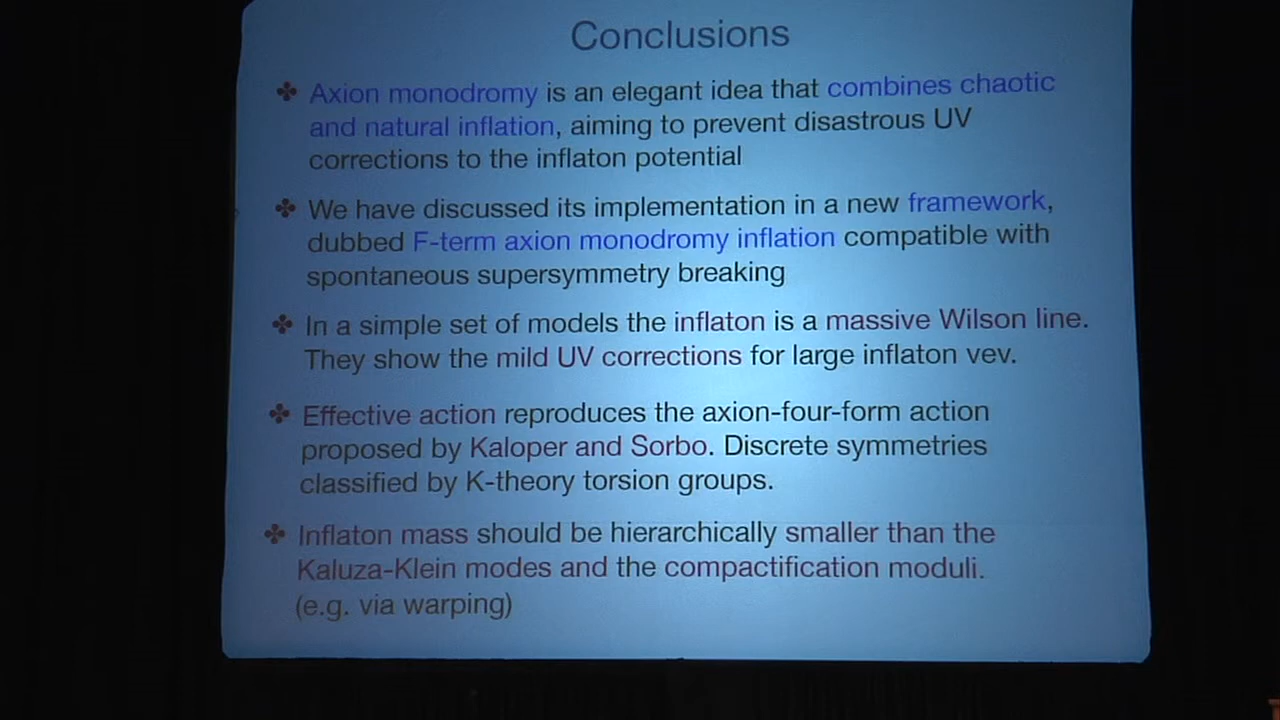 Conclusions
✤ Axion monodromy is an elegant idea that combines chaotic
and natural inflation, aiming to prevent disastrous UV
corrections to the inflaton potential
✤ We have discussed its implementation in a new framework,
dubbed F-term axion monodromy inflation compatible with
spontaneous supersymmetry breaking
✤ In a simple set of models the inflaton is a massive Wilson line.
They show the mild UV corrections for large inflaton vev.
✤ Effective action reproduces the axion-four-form action
proposed by Kaloper and Sorbo. Discrete symmetries
classified by K-theory torsion groups.
✤ Inflaton mass should be hierarchically smaller than the
Kaluza-Klein modes and the compactification moduli.
(e.g. via warping)